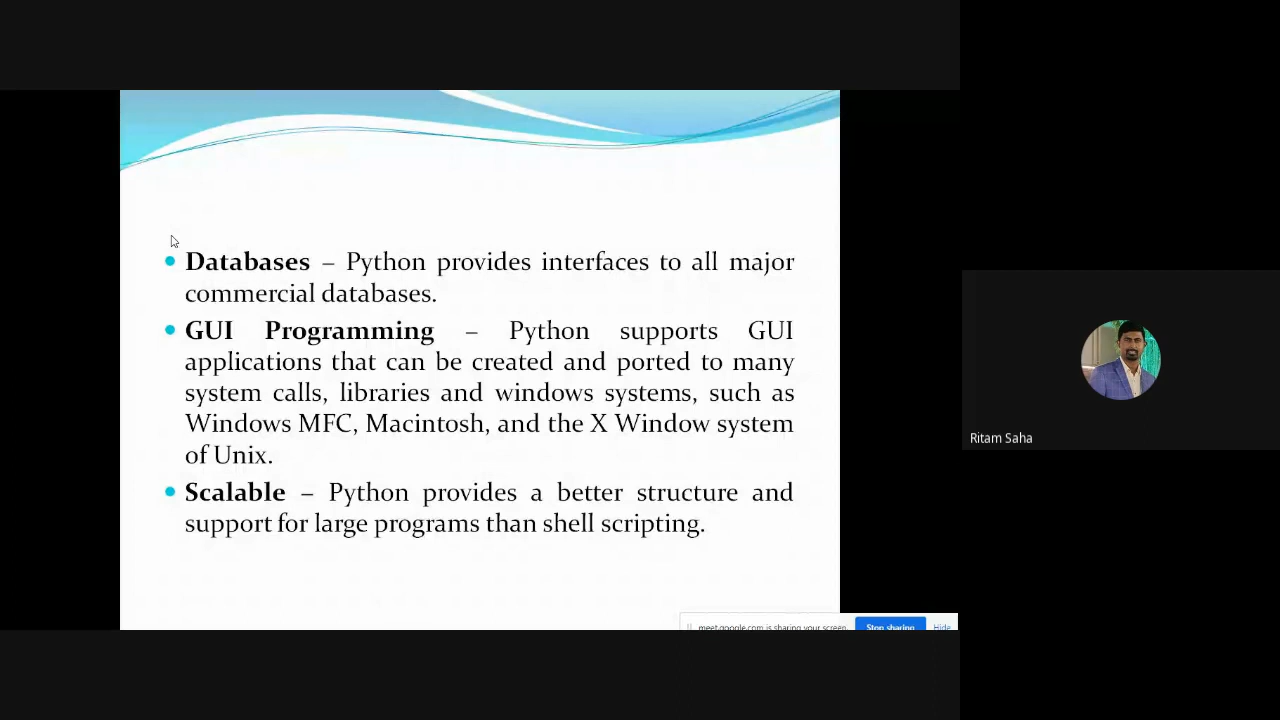 Databases – Python provides interfaces to all major
commercial databases.
GUI Programming – Python supports GUI
applications that can be created and ported to many
system calls, libraries and windows systems, such as
Windows MFC, Macintosh, and the X Window system
of Unix.
Scalable – Python provides a better structure and
support for large programs than shell scripting.
meet.google.com is sharing your screen.
Stop sharing
Hide
Ritam Saha